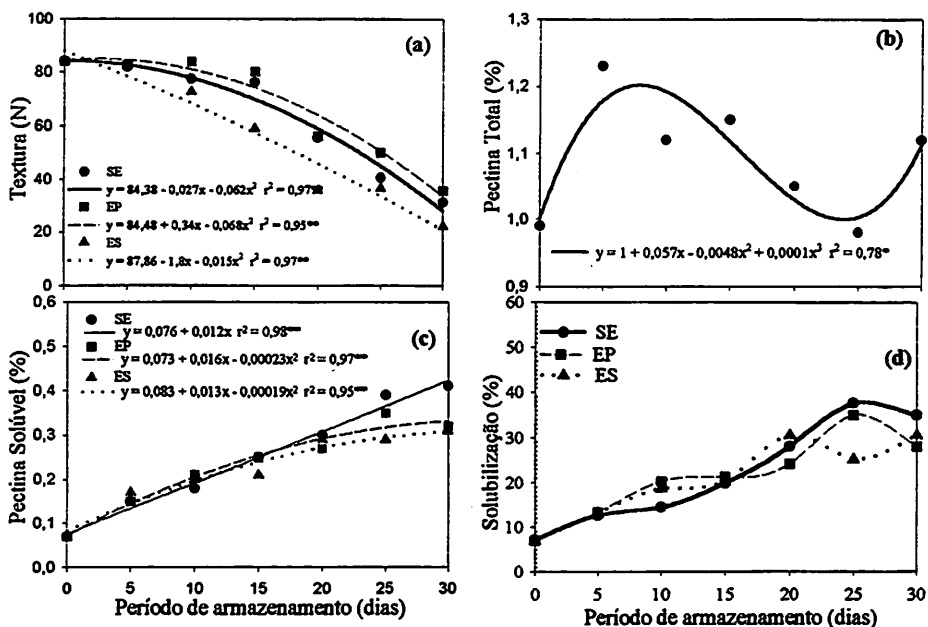 (a)
Textura (N)
100
80
60
40
20
0
SE
y = 84,38 - 0,027x - 0,062x² r² = 0,97**
EP
y = 84,48 + 0,34x - 0,068x² r² = 0,95**
ES
y = 87,86 - 1,8x - 0,015x² r² = 0,97**
(b)
Pectina Total (%)
1,3
1,2
1,1
1,0
0,9
y = 1 + 0,057x - 0,0048x² + 0,0001x³ r² = 0,78*
(c)
Pectina Solúvel (%)
0,6
0,5
0,4
0,3
0,2
0,1
0,0
SE
y = 0,076 + 0,012x r² = 0,98**
EP
y = 0,073 + 0,016x - 0,00023x² r² = 0,97**
ES
y = 0,083 + 0,013x - 0,00019x² r² = 0,95**
0 5 10 15 20 25 30
Período de armazenamento (dias)
(d)
Solubilização (%)
60
50
40
30
20
10
0
SE
EP
ES
0 5 10 15 20 25 30
Período de armazenamento (dias)